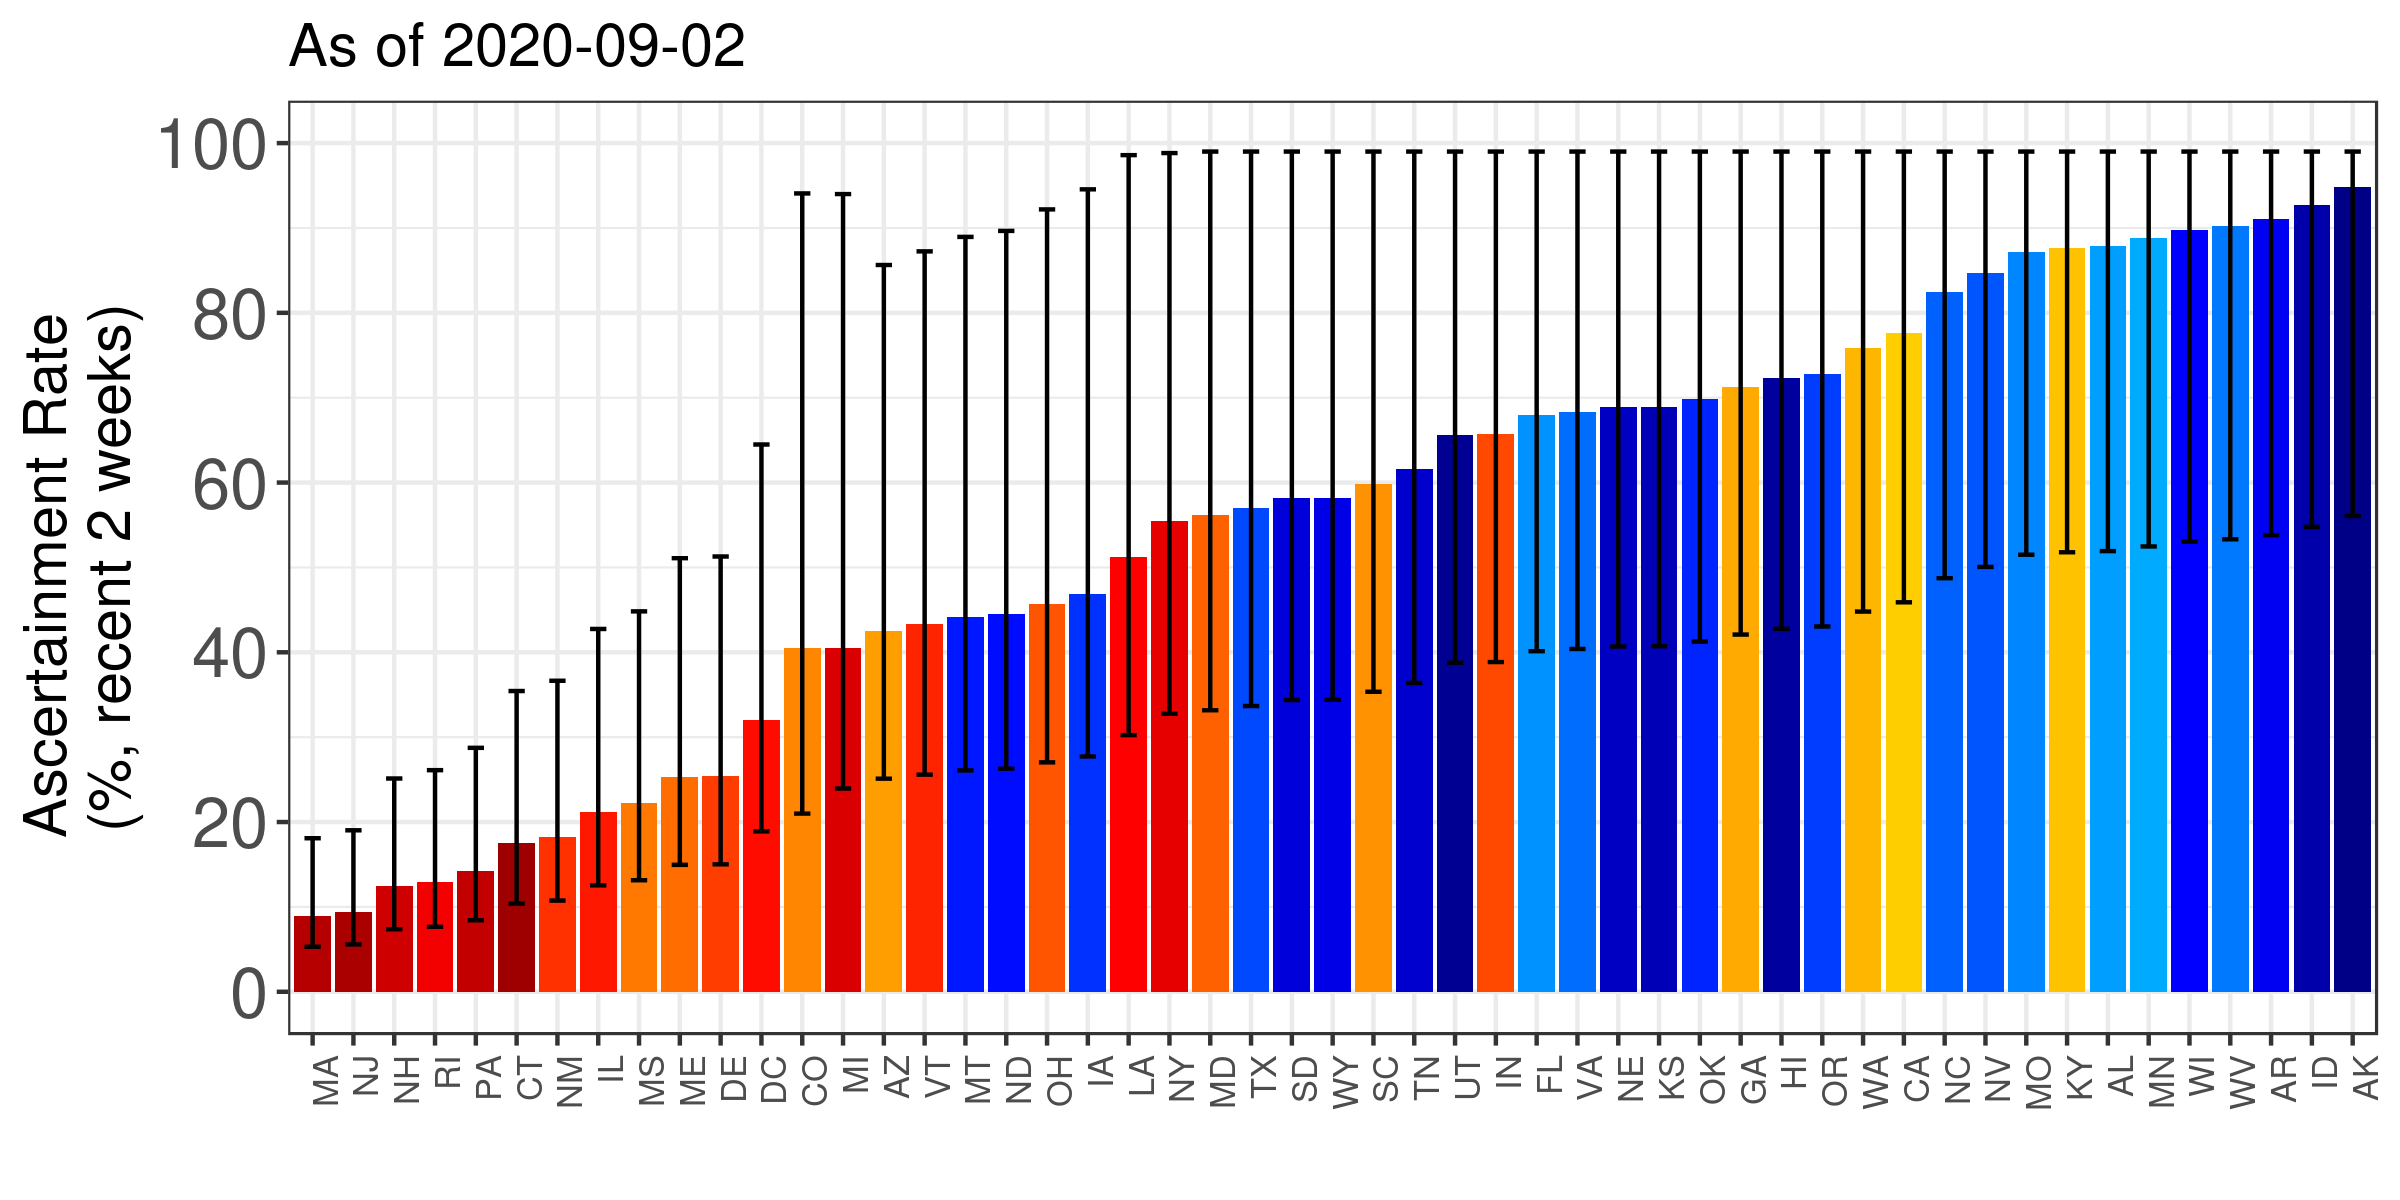 As of 2020-09-02
Ascertainment Rate
(%, recent 2 weeks)
100
80
60
40
20
0
MA NJ NH RI PA CT NM IL MS ME DE DC CO MI AZ VT MT ND OH IA LA NY MD TX SD WY SC TN UT IN FL VA NE KS OK GA HI OR WA CA NC NV MO KY AL MN WI WV AR ID AK